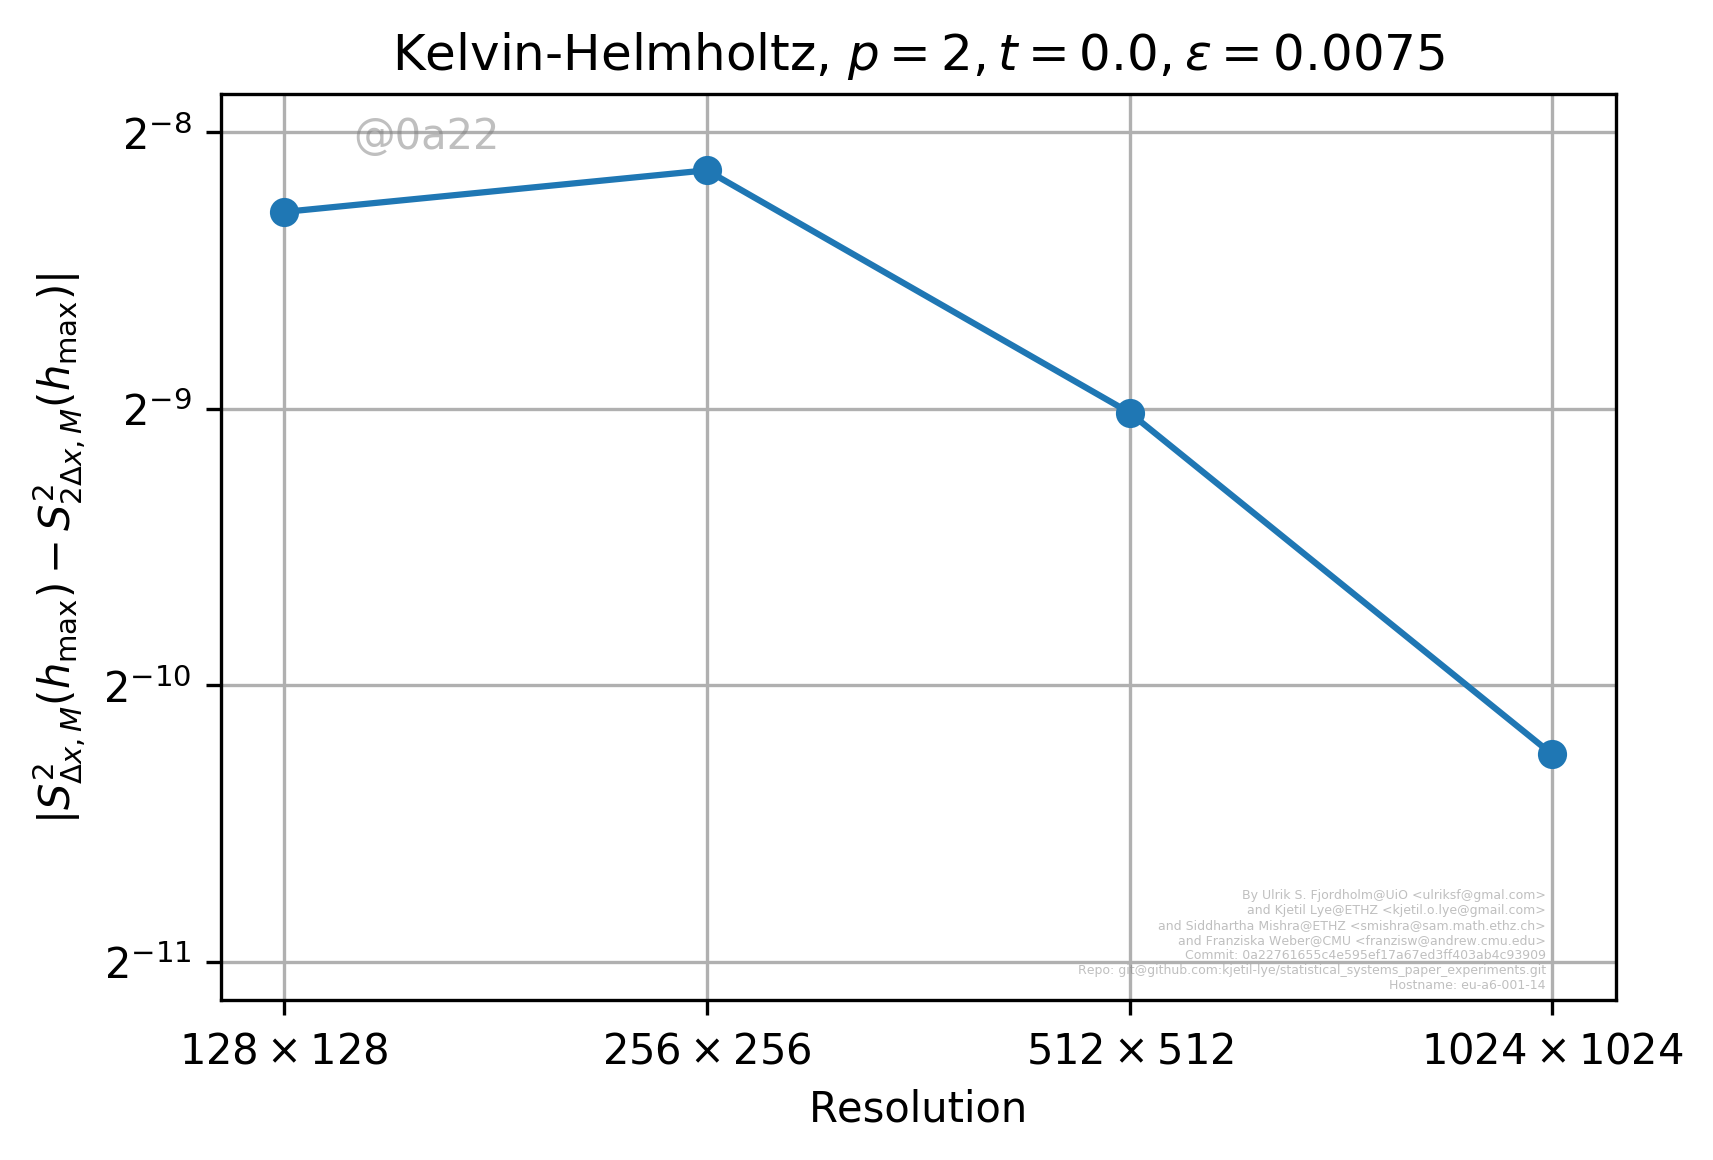 Kelvin-Helmholtz, p = 2, t = 0.0, ε = 0.0075
@0a22
2⁻⁸
2⁻⁹
2⁻¹⁰
2⁻¹¹
|S²_{Δx,M}(h_max) − S²_{2Δx,M}(h_max)|
By Ulrik S. Fjordholm@UiO <ulriksf@gmal.com>
and Kjetil Lye@ETHZ <kjetil.o.lye@gmail.com>
and Siddhartha Mishra@ETHZ <smishra@sam.math.ethz.ch>
and Franziska Weber@CMU <franzisw@andrew.cmu.edu>
Commit: 0a22761655c4e595ef17a67ed3ff403ab4c93909
Repo: git@github.com:kjetil-lye/statistical_systems_paper_experiments.git
Hostname: eu-a6-001-14
128 × 128 256 × 256 512 × 512 1024 × 1024
Resolution